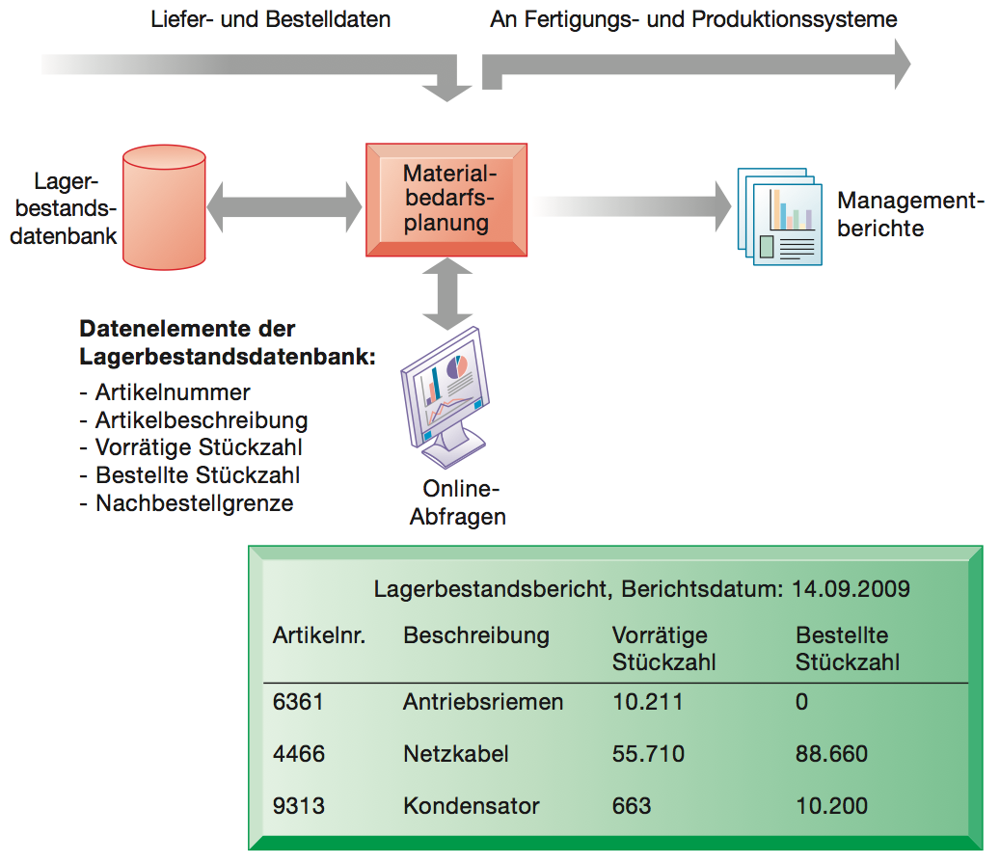 Liefer- und Bestelldaten
An Fertigungs- und Produktionssysteme
Lager-
bestands-
datenbank
Material-
bedarfs-
planung
Management-
berichte
Datenelemente der
Lagerbestandsdatenbank:
- Artikelnummer
- Artikelbeschreibung
- Vorrätige Stückzahl
- Bestellte Stückzahl
- Nachbestellgrenze
Online-
Abfragen
Lagerbestandsbericht, Berichtsdatum: 14.09.2009
Artikelnr. Beschreibung Vorrätige Bestellte
Stückzahl Stückzahl
6361 Antriebsriemen 10.211 0
4466 Netzkabel 55.710 88.660
9313 Kondensator 663 10.200